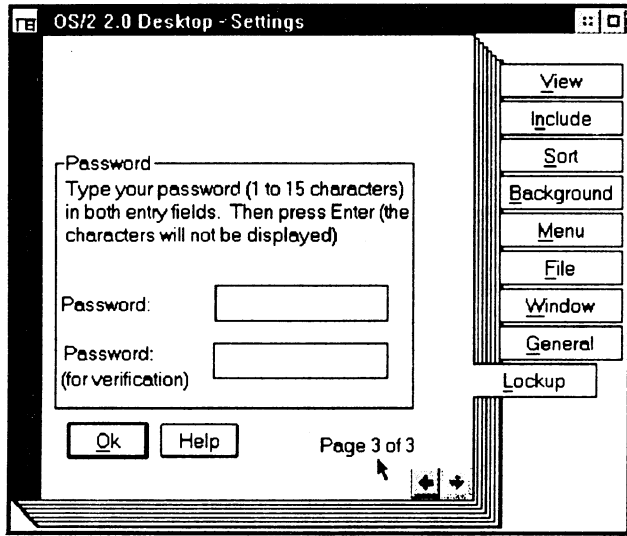 OS/2 2.0 Desktop - Settings
View
Include
Sort
Background
Menu
File
Window
General
Lockup
Password
Type your password (1 to 15 characters)
in both entry fields. Then press Enter (the
characters will not be displayed)
Password:
Password:
(for verification)
Ok
Help
Page 3 of 3